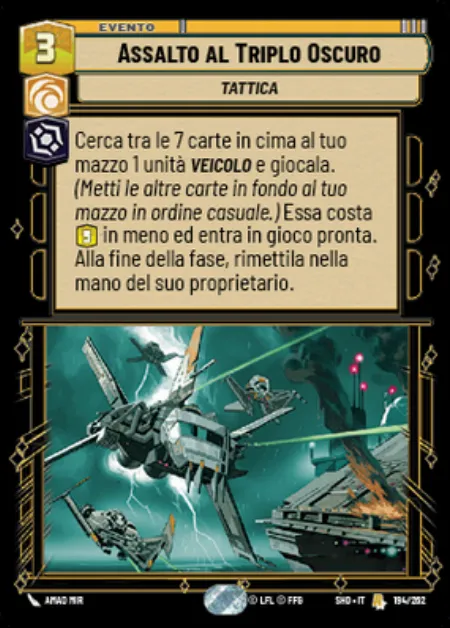 EVENTO
3
ASSALTO AL TRIPLO OSCURO
TATTICA
Cerca tra le 7 carte in cima al tuo
mazzo 1 unità VEICOLO e giocala.
(Metti le altre carte in fondo al tuo
mazzo in ordine casuale.) Essa costa
3 in meno ed entra in gioco pronta.
Alla fine della fase, rimettila nella
mano del suo proprietario.
AMAD MIR
© LFL © FFG
SHD • IT
194/262